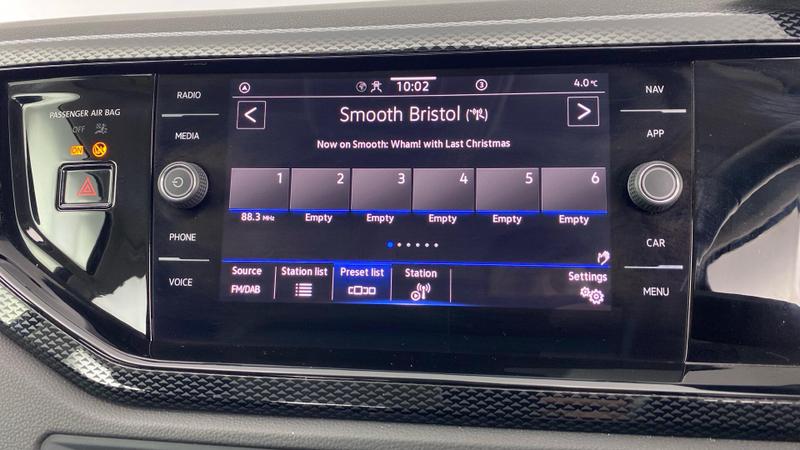 PASSENGER AIR BAG
OFF
ON
RADIO
MEDIA
PHONE
VOICE
10:02
3
4.0°C
<
Smooth Bristol
>
Now on Smooth: Wham! with Last Christmas
1 2 3 4 5 6
88.3 MHz Empty Empty Empty Empty Empty
Source Station list Preset list Station Settings
FM/DAB
NAV
APP
CAR
MENU